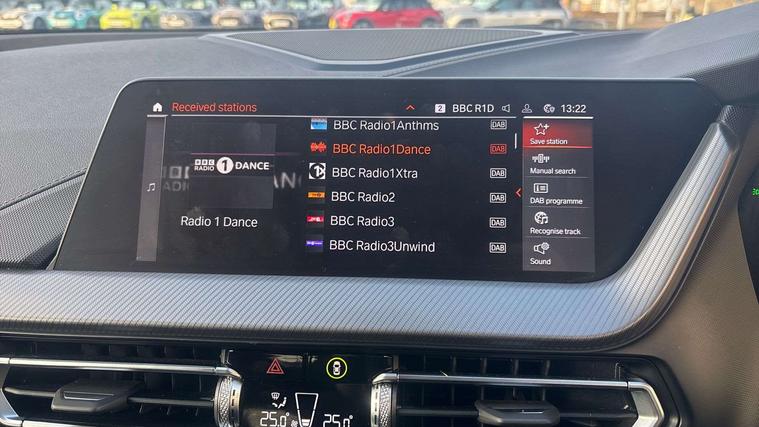 Received stations
2 BBC R1D 13:22
BBC Radio1Anthms DAB
BBC Radio1Dance DAB
BBC Radio1Xtra DAB
BBC Radio2 DAB
BBC Radio3 DAB
BBC Radio3Unwind DAB
BBC RADIO 1 DANCE
Radio 1 Dance
Save station
Manual search
DAB programme
Recognise track
Sound
25.0 25.0